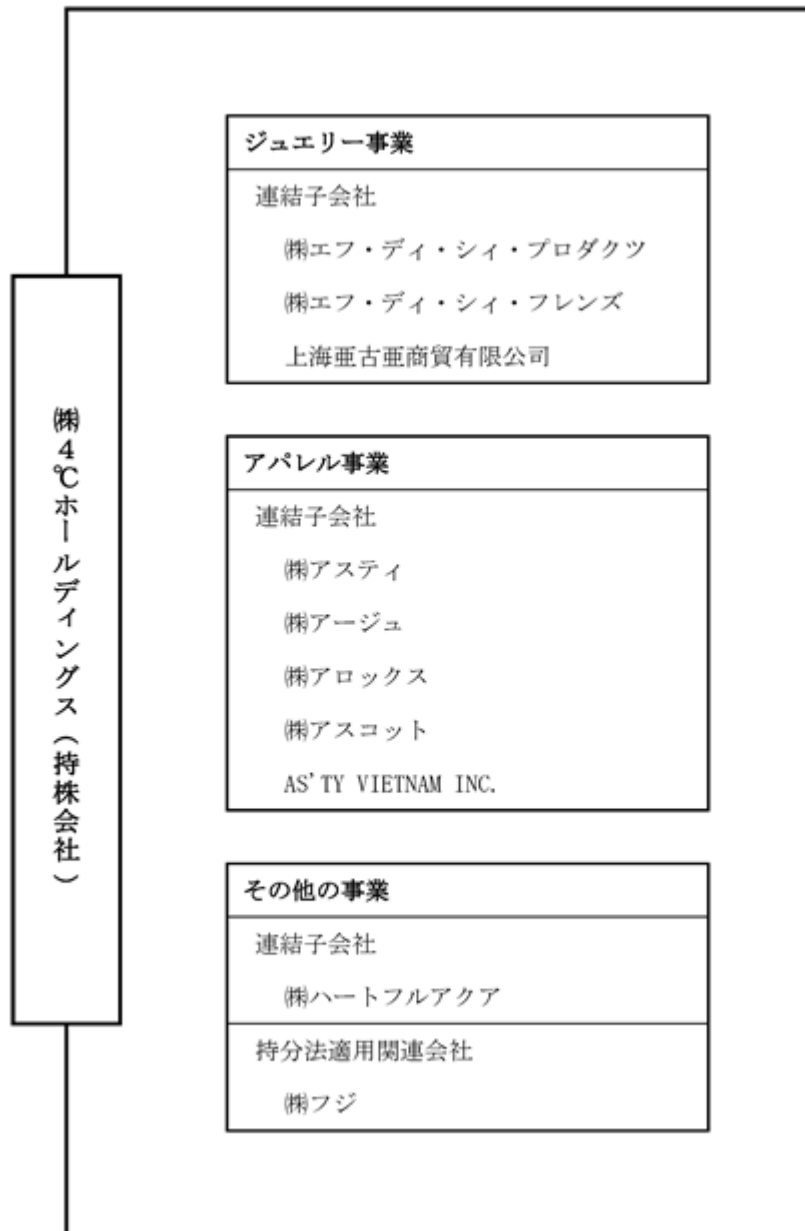 ㈱4℃ホールディングス（持株会社）
ジュエリー事業
連結子会社
㈱エフ・ディ・シィ・プロダクツ
㈱エフ・ディ・シィ・フレンズ
上海亜古亜商貿有限公司
アパレル事業
連結子会社
㈱アスティ
㈱アージュ
㈱アロックス
㈱アスコット
AS'TY VIETNAM INC.
その他の事業
連結子会社
㈱ハートフルアクア
持分法適用関連会社
㈱フジ